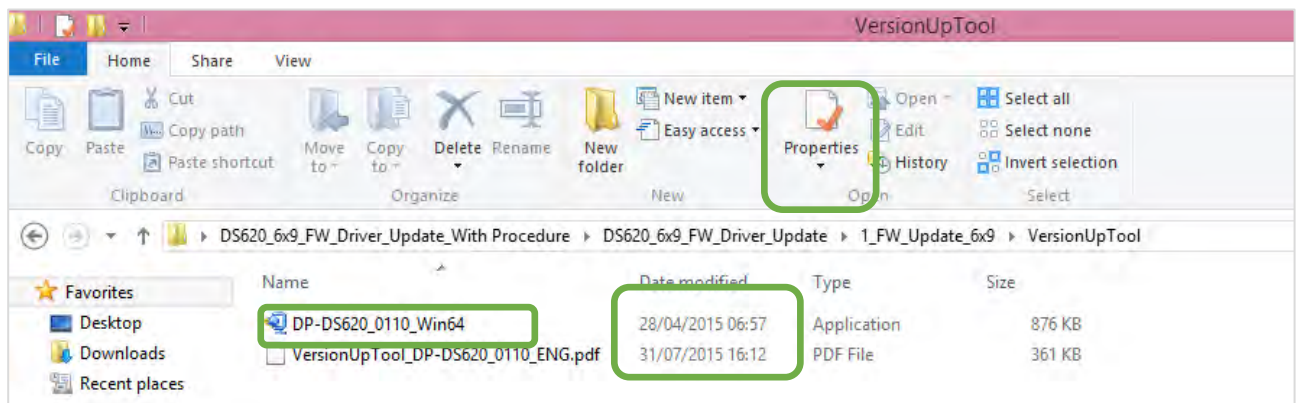 VersionUpTool
File Home Share View
Copy Paste Cut Copy path Paste shortcut
Move to Copy to Delete Rename
New folder New item Easy access
Properties Open Edit History
Select all Select none Invert selection
Clipboard Organize New Open Select
DS620_6x9_FW_Driver_Update_With Procedure DS620_6x9_FW_Driver_Update 1_FW_Update_6x9 VersionUpTool
Favorites Name Date modified Type Size
Desktop DP-DS620_0110_Win64 28/04/2015 06:57 Application 876 KB
Downloads VersionUpTool_DP-DS620_0110_ENG.pdf 31/07/2015 16:12 PDF File 361 KB
Recent places